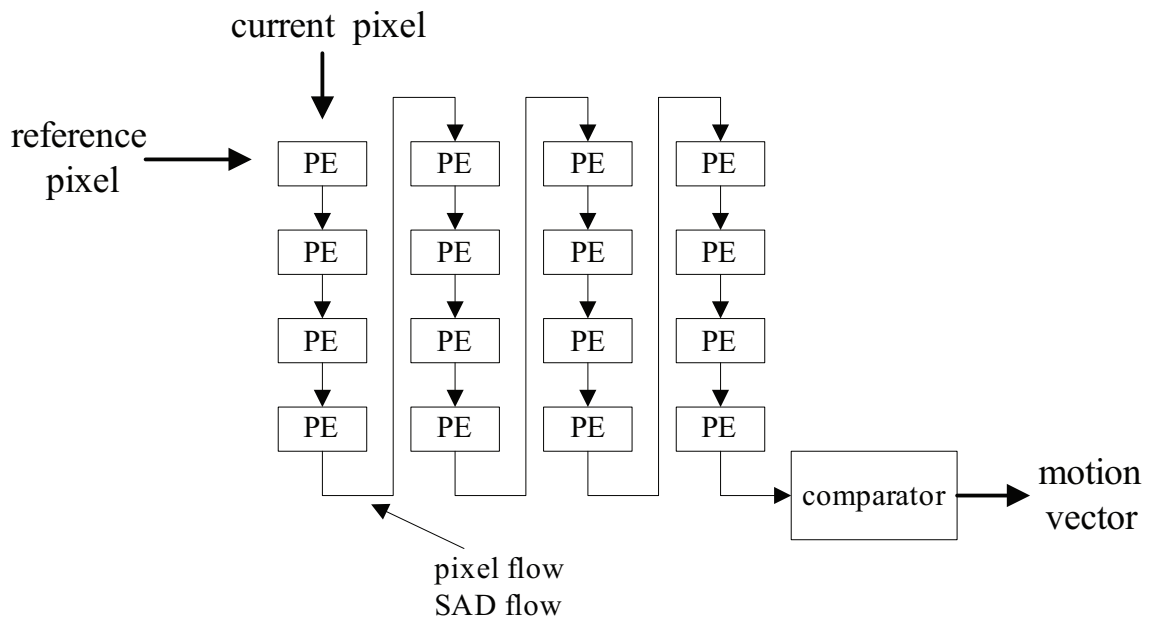 current pixel
reference
pixel
PE PE PE PE
PE PE PE PE
PE PE PE PE
PE PE PE PE
comparator
motion
vector
pixel flow
SAD flow